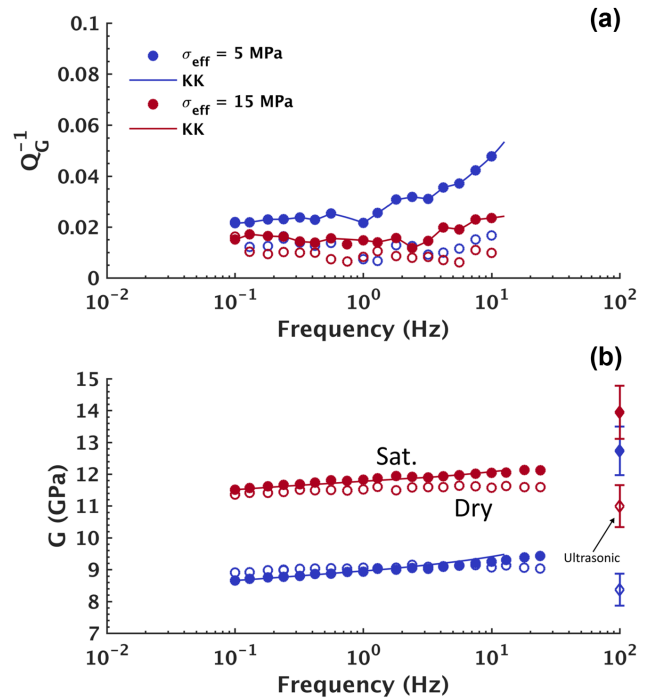 (a)
0.1
0.08
0.06
0.04
0.02
0
Q_G^-1
σ_eff = 5 MPa
KK
σ_eff = 15 MPa
KK
10^-2 10^-1 10^0 10^1 10^2
Frequency (Hz)
(b)
15
14
13
12
11
10
9
8
7
6
G (GPa)
Sat.
Dry
Ultrasonic
10^-2 10^-1 10^0 10^1 10^2
Frequency (Hz)